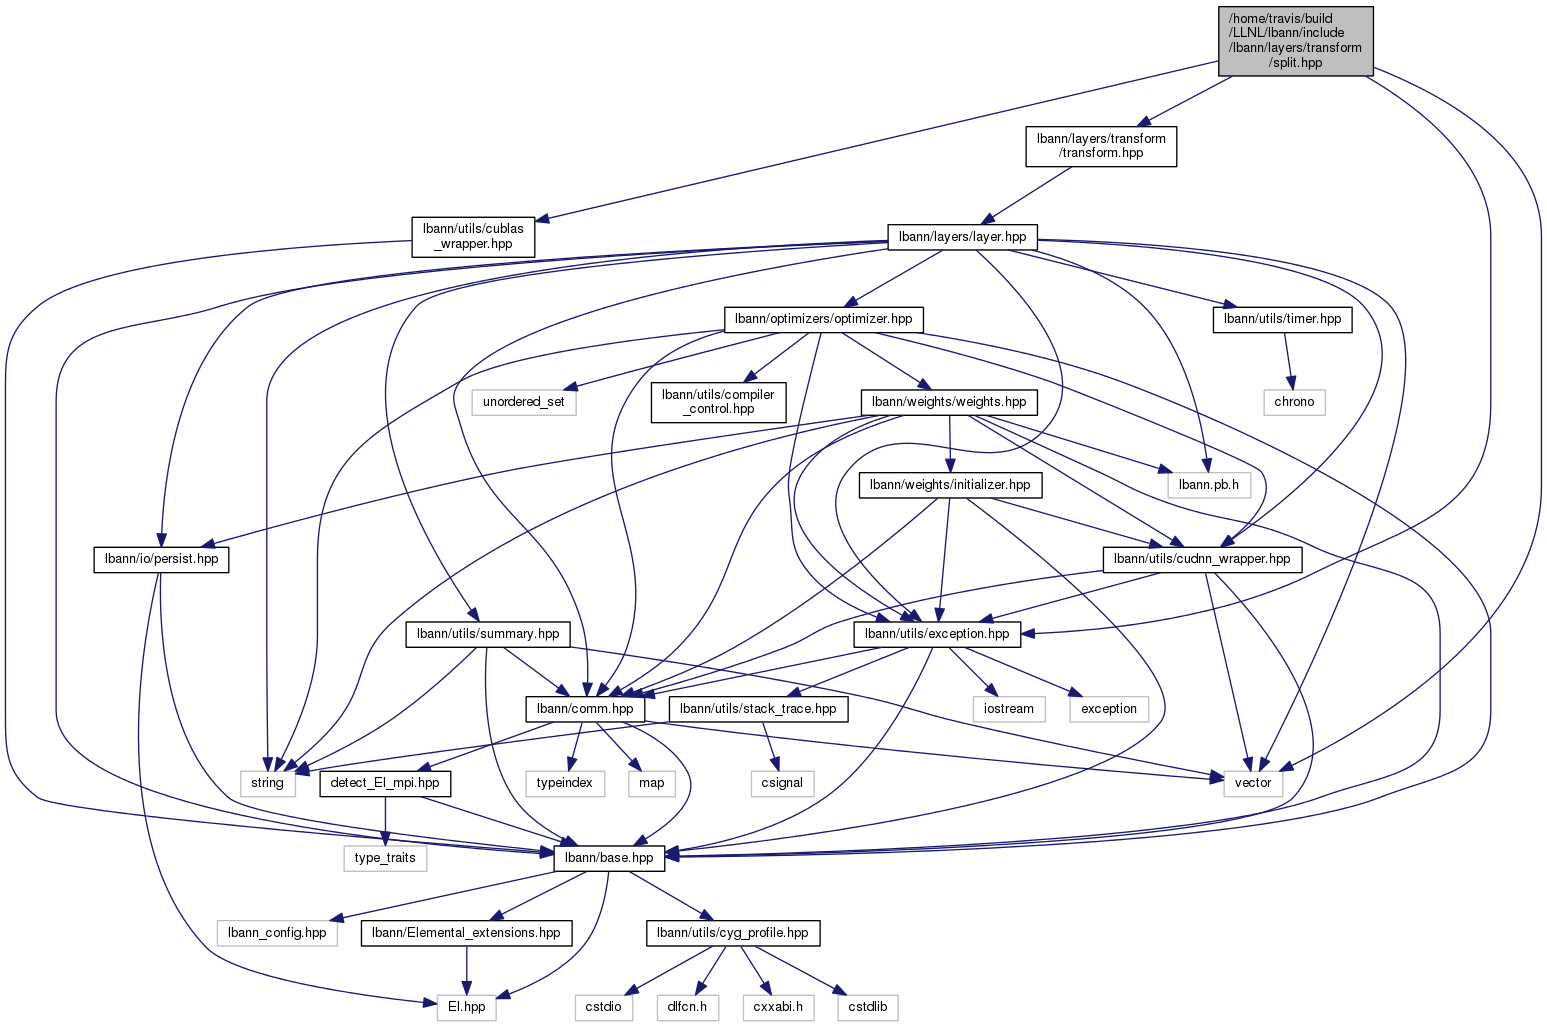 /home/travis/build
/LLNL/lbann/include
/lbann/layers/transform
/split.hpp
lbann/layers/transform
/transform.hpp
lbann/utils/cublas
_wrapper.hpp
lbann/layers/layer.hpp
lbann/optimizers/optimizer.hpp
lbann/utils/timer.hpp
unordered_set
lbann/utils/compiler
_control.hpp
lbann/weights/weights.hpp
chrono
lbann/weights/initializer.hpp
lbann.pb.h
lbann/io/persist.hpp
lbann/utils/cudnn_wrapper.hpp
lbann/utils/summary.hpp
lbann/utils/exception.hpp
lbann/comm.hpp
lbann/utils/stack_trace.hpp
iostream
exception
string
detect_El_mpi.hpp
typeindex
map
csignal
vector
type_traits
lbann/base.hpp
lbann_config.hpp
lbann/Elemental_extensions.hpp
lbann/utils/cyg_profile.hpp
El.hpp
cstdio
dlfcn.h
cxxabi.h
cstdlib